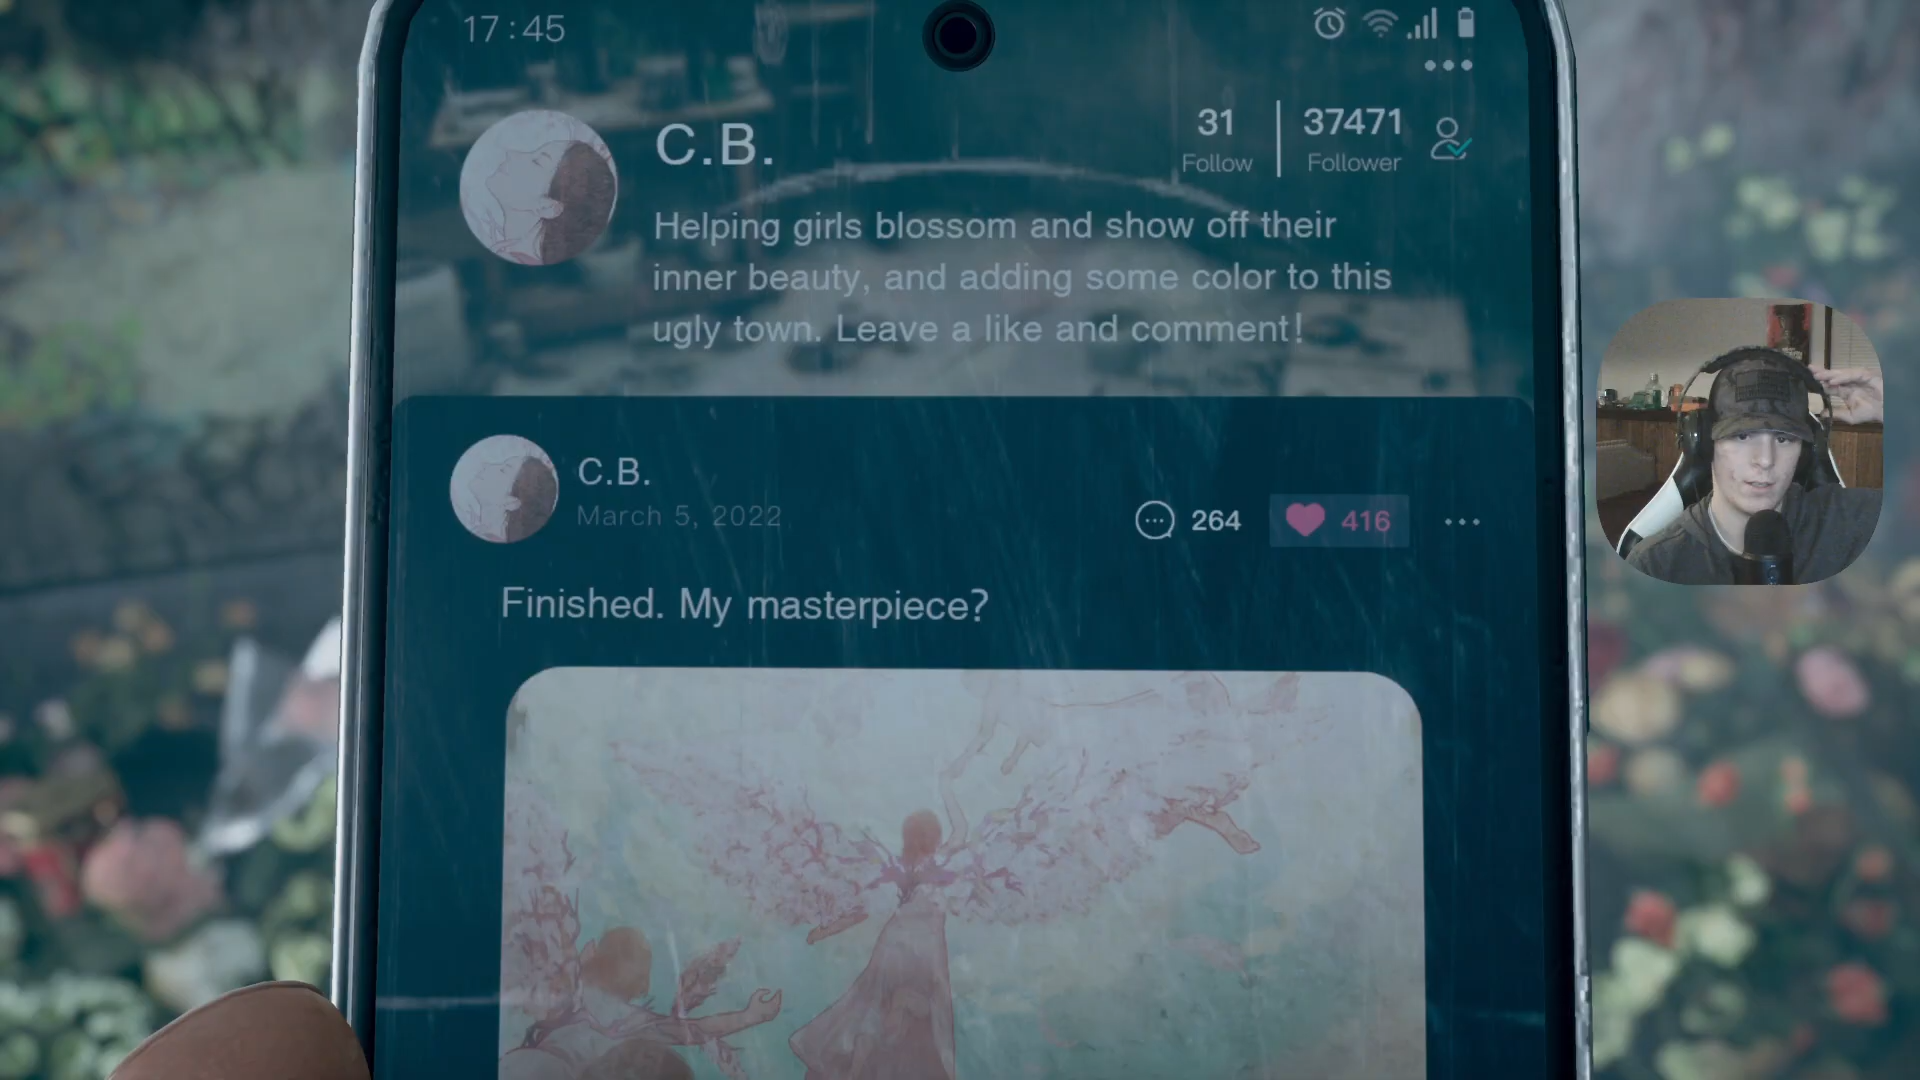 17:45
C.B.
31
Follow
37471
Follower
Helping girls blossom and show off their
inner beauty, and adding some color to this
ugly town. Leave a like and comment!
C.B.
March 5, 2022
264
416
Finished. My masterpiece?